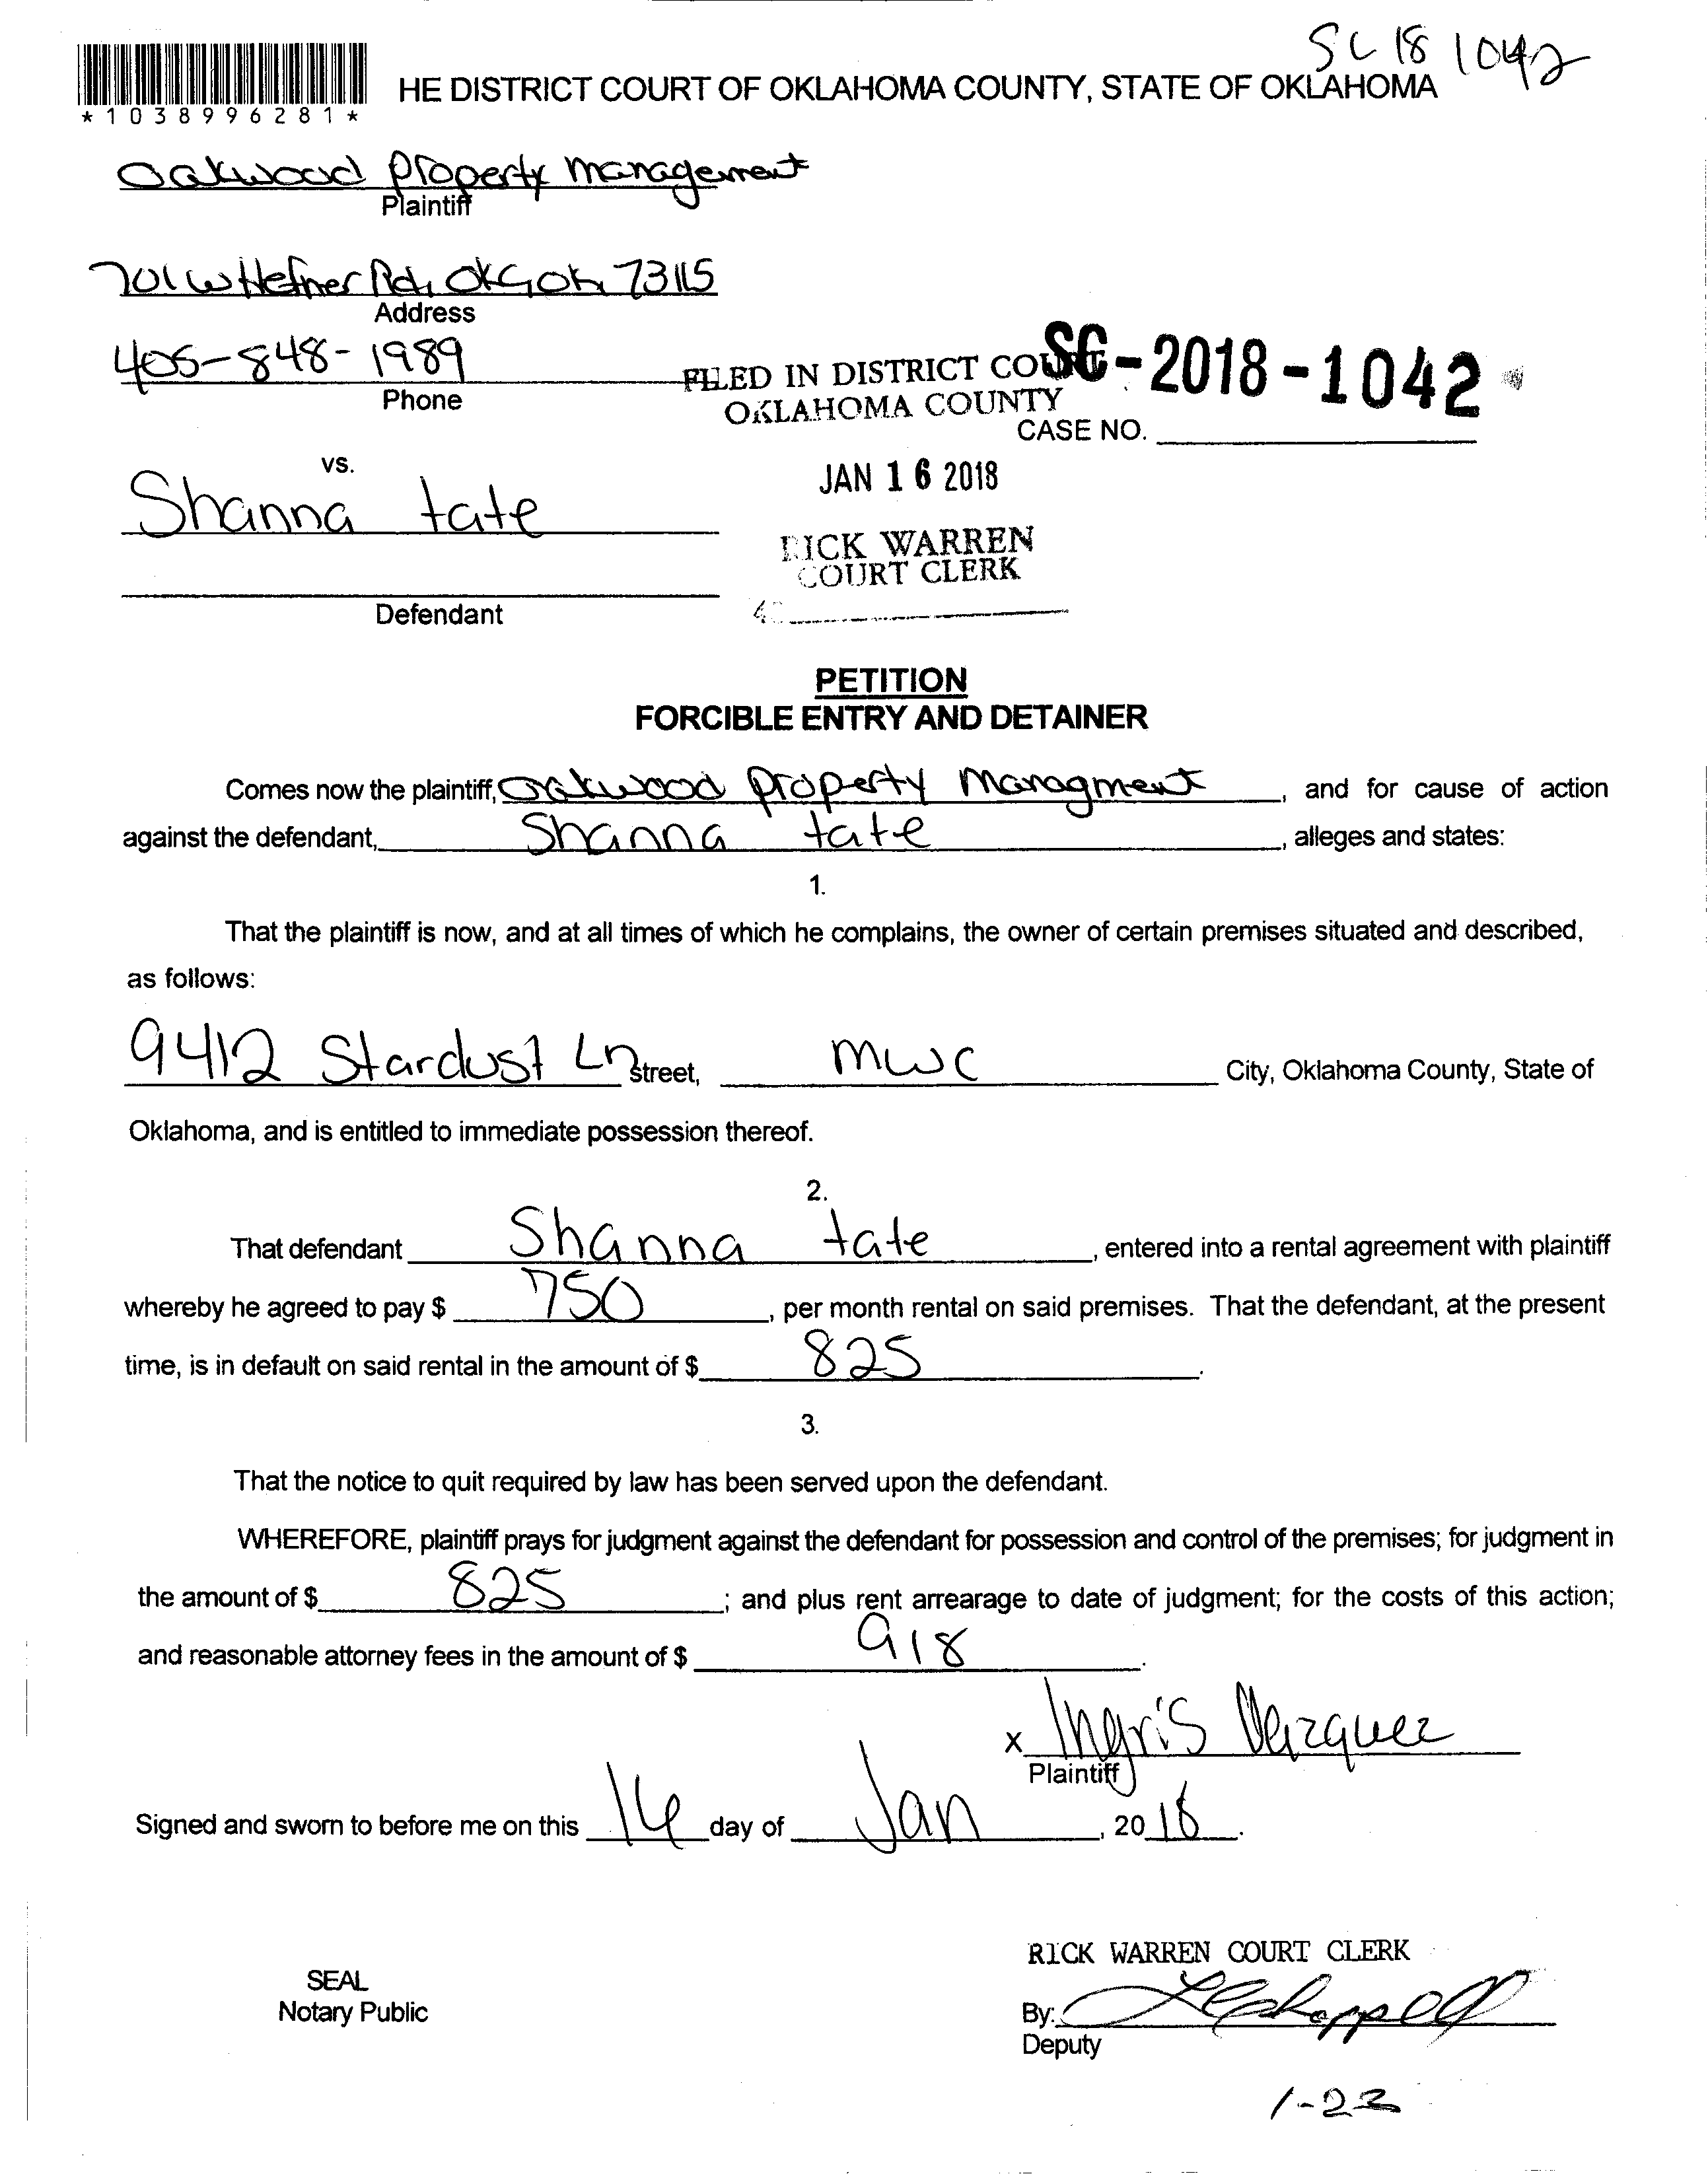 SC 18 1042
*1038996281*
HE DISTRICT COURT OF OKLAHOMA COUNTY, STATE OF OKLAHOMA
Oakwood Property Management
Plaintiff
701 W Hefner Rd, OKC, OK 73115
Address
405-848-1989
Phone
FILED IN DISTRICT COURT
OKLAHOMA COUNTY
SC-2018-1042
CASE NO.
vs.
JAN 16 2018
Shanna tate
RICK WARREN
COURT CLERK
Defendant
PETITION
FORCIBLE ENTRY AND DETAINER
Comes now the plaintiff, Oakwood Property Managment, and for cause of action
against the defendant, Shanna tate, alleges and states:
1.
That the plaintiff is now, and at all times of which he complains, the owner of certain premises situated and described,
as follows:
9412 Stardust Ln Street, MWC City, Oklahoma County, State of
Oklahoma, and is entitled to immediate possession thereof.
2.
That defendant Shanna tate, entered into a rental agreement with plaintiff
whereby he agreed to pay $ 750, per month rental on said premises. That the defendant, at the present
time, is in default on said rental in the amount of $ 825.
3.
That the notice to quit required by law has been served upon the defendant.
WHEREFORE, plaintiff prays for judgment against the defendant for possession and control of the premises; for judgment in
the amount of $ 825; and plus rent arrearage to date of judgment; for the costs of this action;
and reasonable attorney fees in the amount of $ 918.
x Ingris Vazquez
Plaintiff
Signed and sworn to before me on this 16 day of Jan, 2018.
RICK WARREN COURT CLERK
SEAL
Notary Public
By:
Deputy
1-23